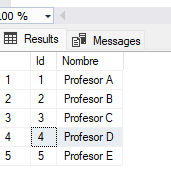 00 %
Results Messages
Id Nombre
1 1 Profesor A
2 2 Profesor B
3 3 Profesor C
4 4 Profesor D
5 5 Profesor E